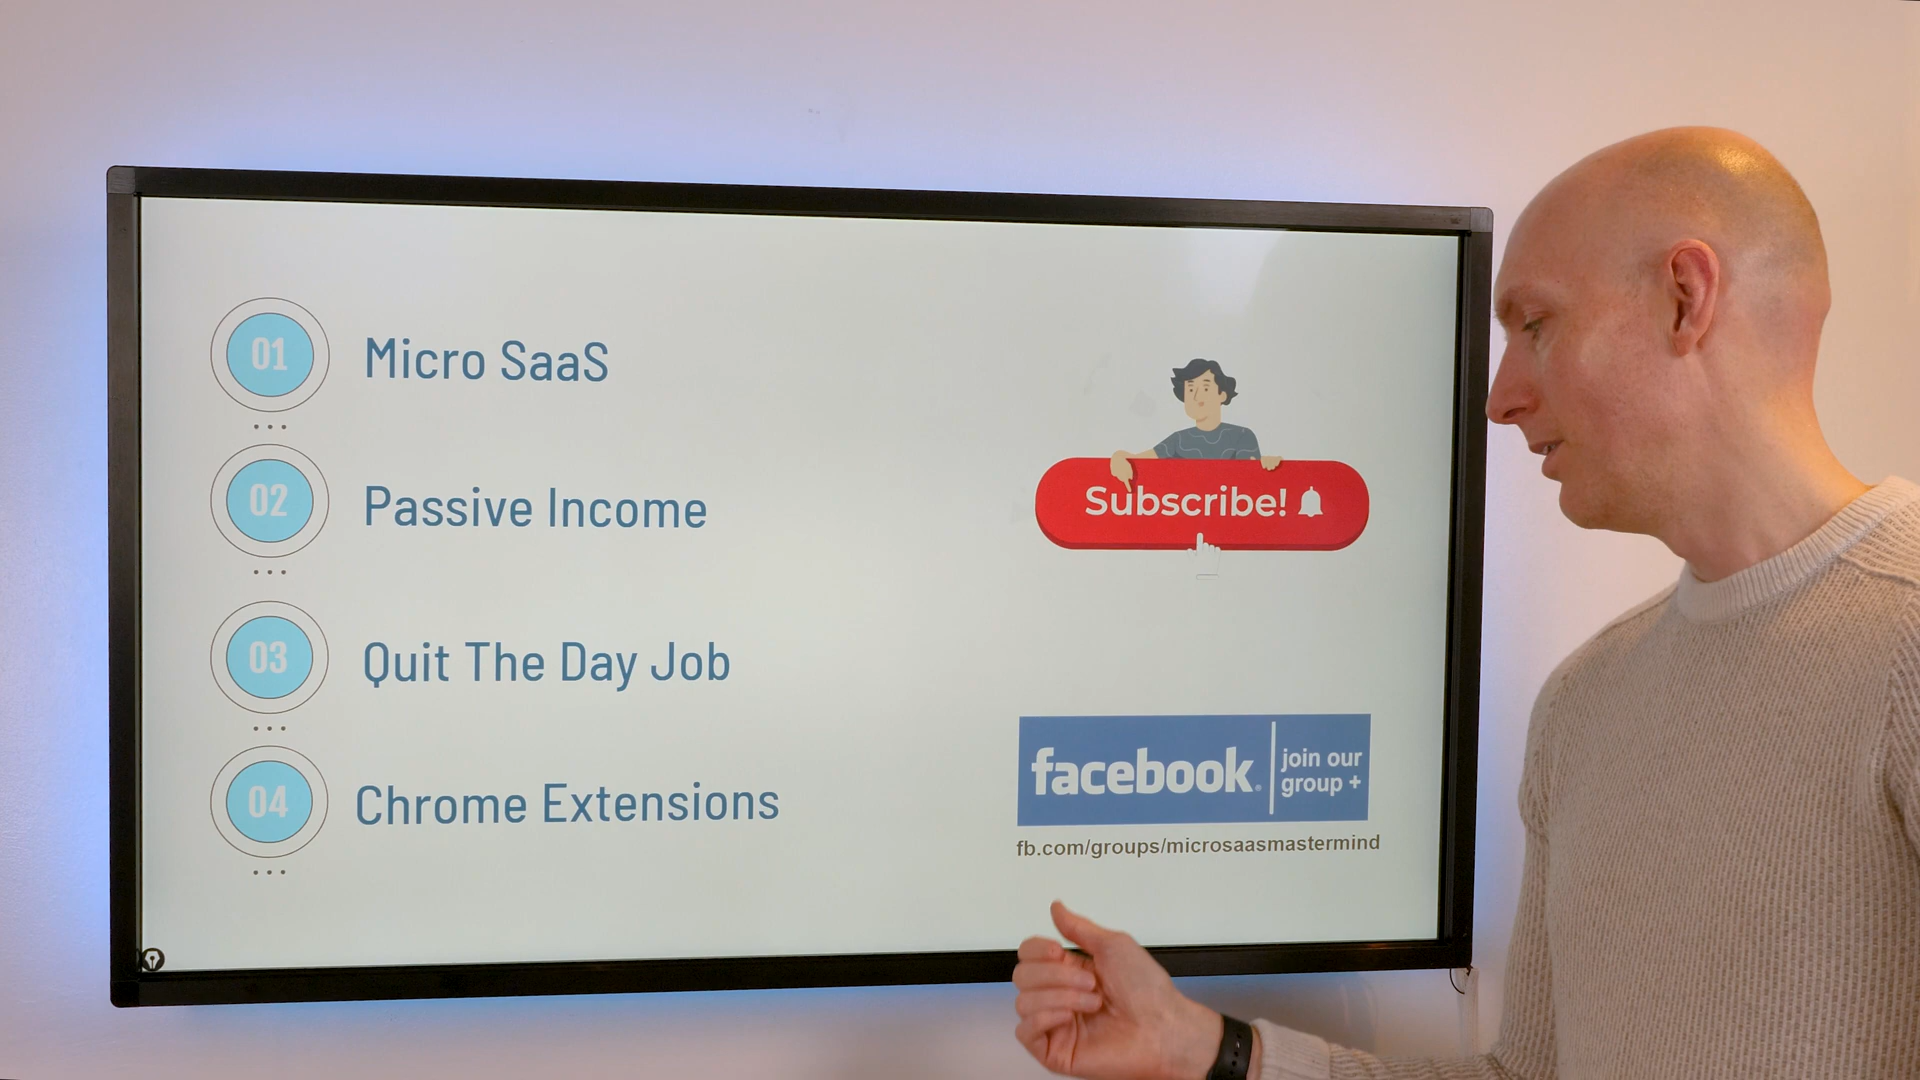 01
Micro SaaS
02
Passive Income
03
Quit The Day Job
04
Chrome Extensions
Subscribe!
facebook.
join our
group +
fb.com/groups/microsaasmastermind